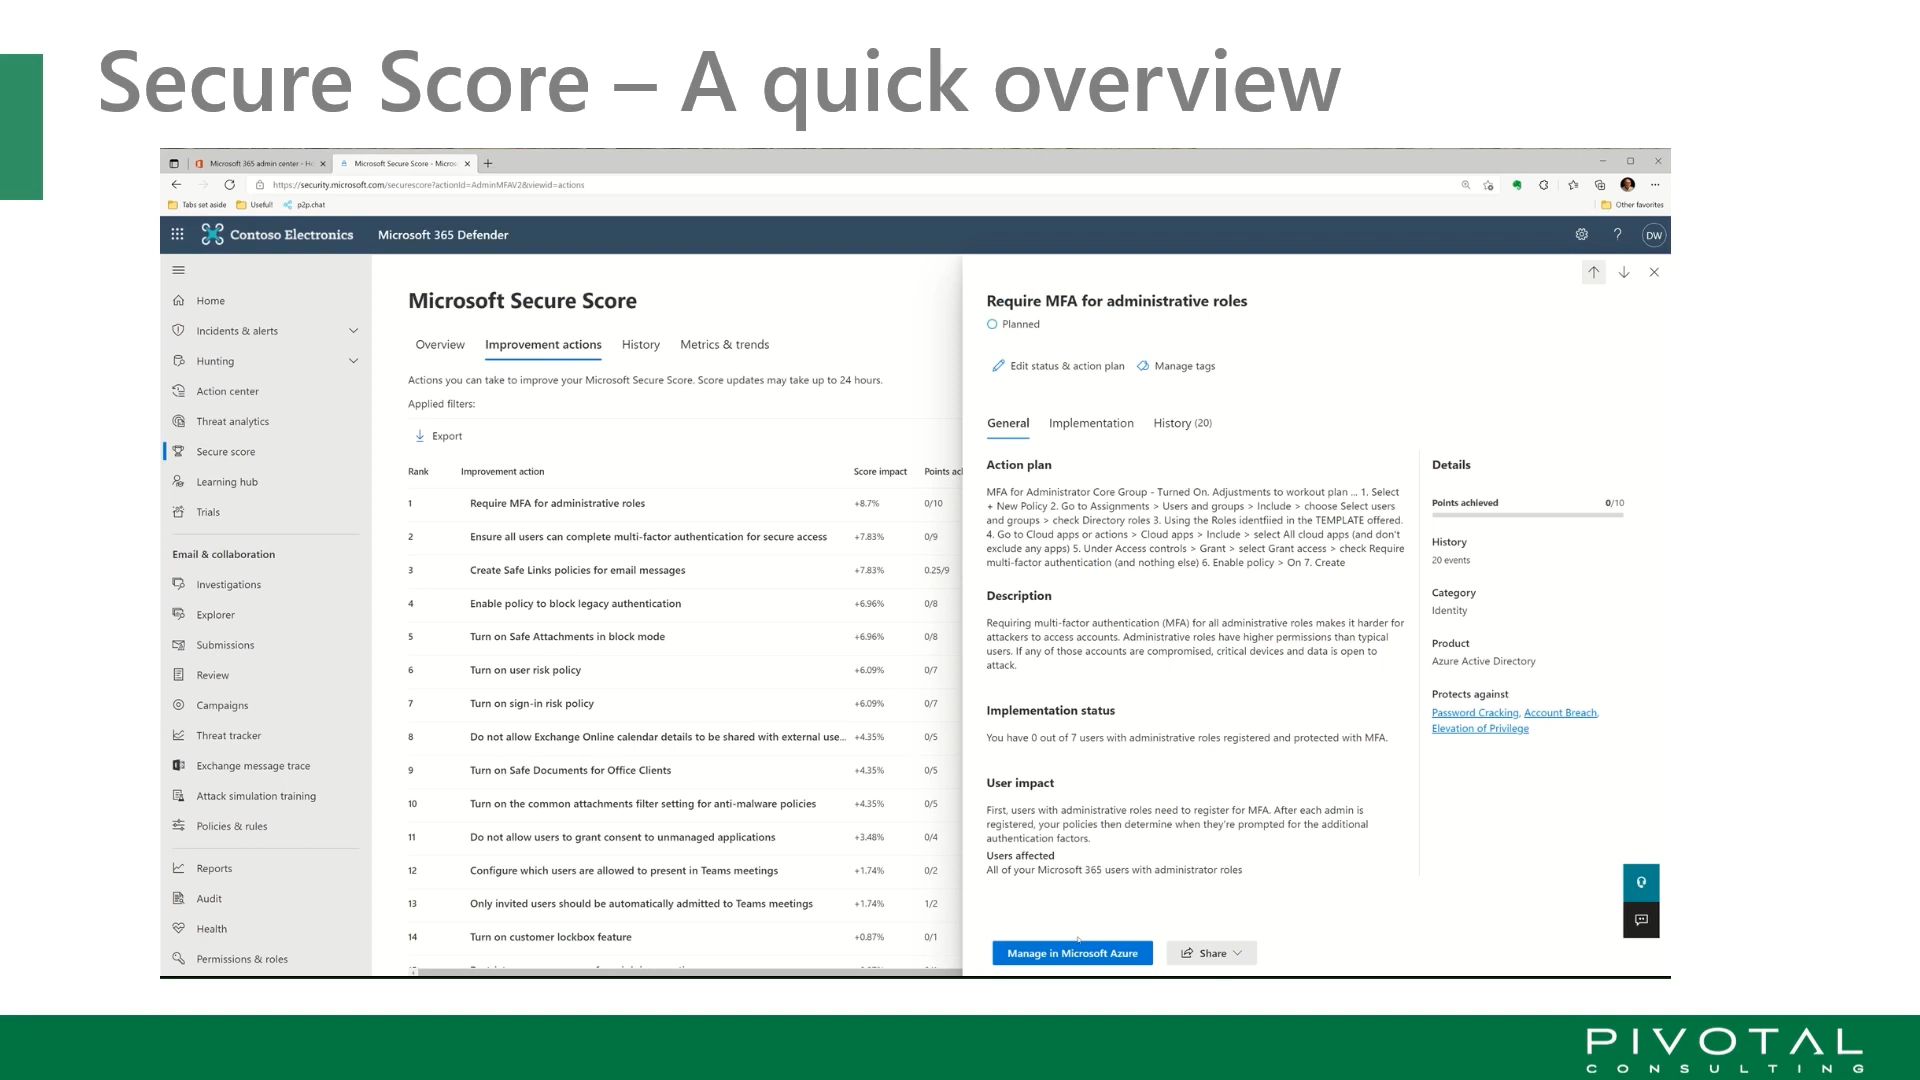 Secure Score – A quick overview
Microsoft 365 admin center - H
Microsoft Secure Score - Micros
https://security.microsoft.com/securescore?actionId=AdminMFAV2&viewid=actions
Tabs set aside
Useful!
p2p.chat
Other favorites
Contoso Electronics
Microsoft 365 Defender
?
DW
Home
Incidents & alerts
Hunting
Action center
Threat analytics
Secure score
Learning hub
Trials
Email & collaboration
Investigations
Explorer
Submissions
Review
Campaigns
Threat tracker
Exchange message trace
Attack simulation training
Policies & rules
Reports
Audit
Health
Permissions & roles
Microsoft Secure Score
Overview Improvement actions History Metrics & trends
Actions you can take to improve your Microsoft Secure Score. Score updates may take up to 24 hours.
Applied filters:
Export
Rank Improvement action Score impact Points ac
1 Require MFA for administrative roles +8.7% 0/10
2 Ensure all users can complete multi-factor authentication for secure access +7.83% 0/9
3 Create Safe Links policies for email messages +7.83% 0.25/9
4 Enable policy to block legacy authentication +6.96% 0/8
5 Turn on Safe Attachments in block mode +6.96% 0/8
6 Turn on user risk policy +6.09% 0/7
7 Turn on sign-in risk policy +6.09% 0/7
8 Do not allow Exchange Online calendar details to be shared with external use... +4.35% 0/5
9 Turn on Safe Documents for Office Clients +4.35% 0/5
10 Turn on the common attachments filter setting for anti-malware policies +4.35% 0/5
11 Do not allow users to grant consent to unmanaged applications +3.48% 0/4
12 Configure which users are allowed to present in Teams meetings +1.74% 0/2
13 Only invited users should be automatically admitted to Teams meetings +1.74% 1/2
14 Turn on customer lockbox feature +0.87% 0/1
Require MFA for administrative roles
Planned
Edit status & action plan Manage tags
General Implementation History (20)
Action plan
MFA for Administrator Core Group - Turned On. Adjustments to workout plan ... 1. Select
+ New Policy 2. Go to Assignments > Users and groups > Include > choose Select users
and groups > check Directory roles 3. Using the Roles identfiied in the TEMPLATE offered.
4. Go to Cloud apps or actions > Cloud apps > Include > select All cloud apps (and don't
exclude any apps) 5. Under Access controls > Grant > select Grant access > check Require
multi-factor authentication (and nothing else) 6. Enable policy > On 7. Create
Description
Requiring multi-factor authentication (MFA) for all administrative roles makes it harder for
attackers to access accounts. Administrative roles have higher permissions than typical
users. If any of those accounts are compromised, critical devices and data is open to
attack.
Implementation status
You have 0 out of 7 users with administrative roles registered and protected with MFA.
User impact
First, users with administrative roles need to register for MFA. After each admin is
registered, your policies then determine when they're prompted for the additional
authentication factors.
Users affected
All of your Microsoft 365 users with administrator roles
Details
Points achieved 0/10
History
20 events
Category
Identity
Product
Azure Active Directory
Protects against
Password Cracking, Account Breach,
Elevation of Privilege
Manage in Microsoft Azure
Share
PIVOTAL
CONSULTING